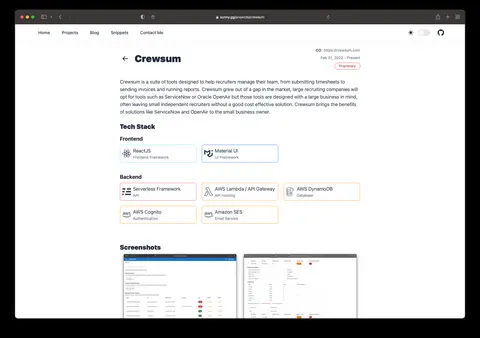 sunny.gg/projects/crewsum
Home Projects Blog Snippets Contact Me
https://crewsum.com
← Crewsum
Feb 21, 2022 - Present
Proprietary
Crewsum is a suite of tools designed to help recruiters manage their team, from submitting timesheets to
sending invoices and running reports. Crewsum grew out of a gap in the market, large recruiting companies will
opt for tools such as ServiceNow or Oracle OpenAir but those tools are designed with a large business in mind,
often leaving small independent recruiters without a good cost effective solution. Crewsum brings the benefits
of solutions like ServiceNow and OpenAir to the small business owner.
Tech Stack
Frontend
ReactJS Material UI
Frontend Framework UI Framework
Backend
Serverless Framework AWS Lambda / API Gateway AWS DynamoDB
API API Hosting Database
AWS Cognito Amazon SES
Authentication Email Service
Screenshots